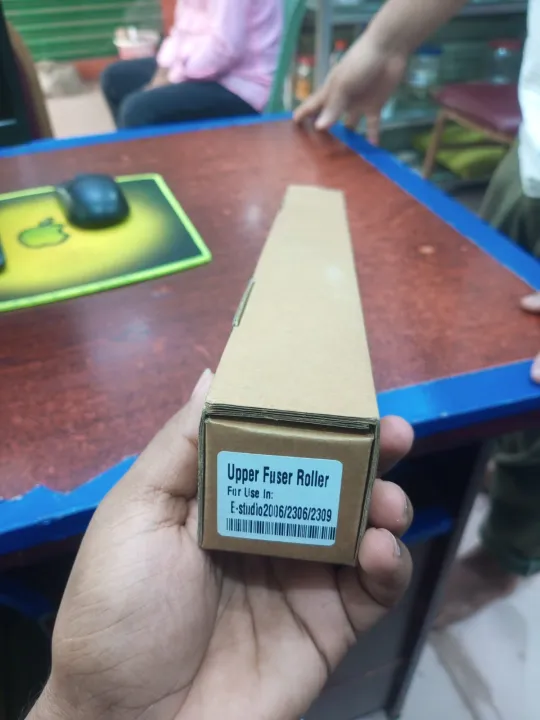 Upper Fuser Roller
For Use In:
E-studio2006/2306/2309